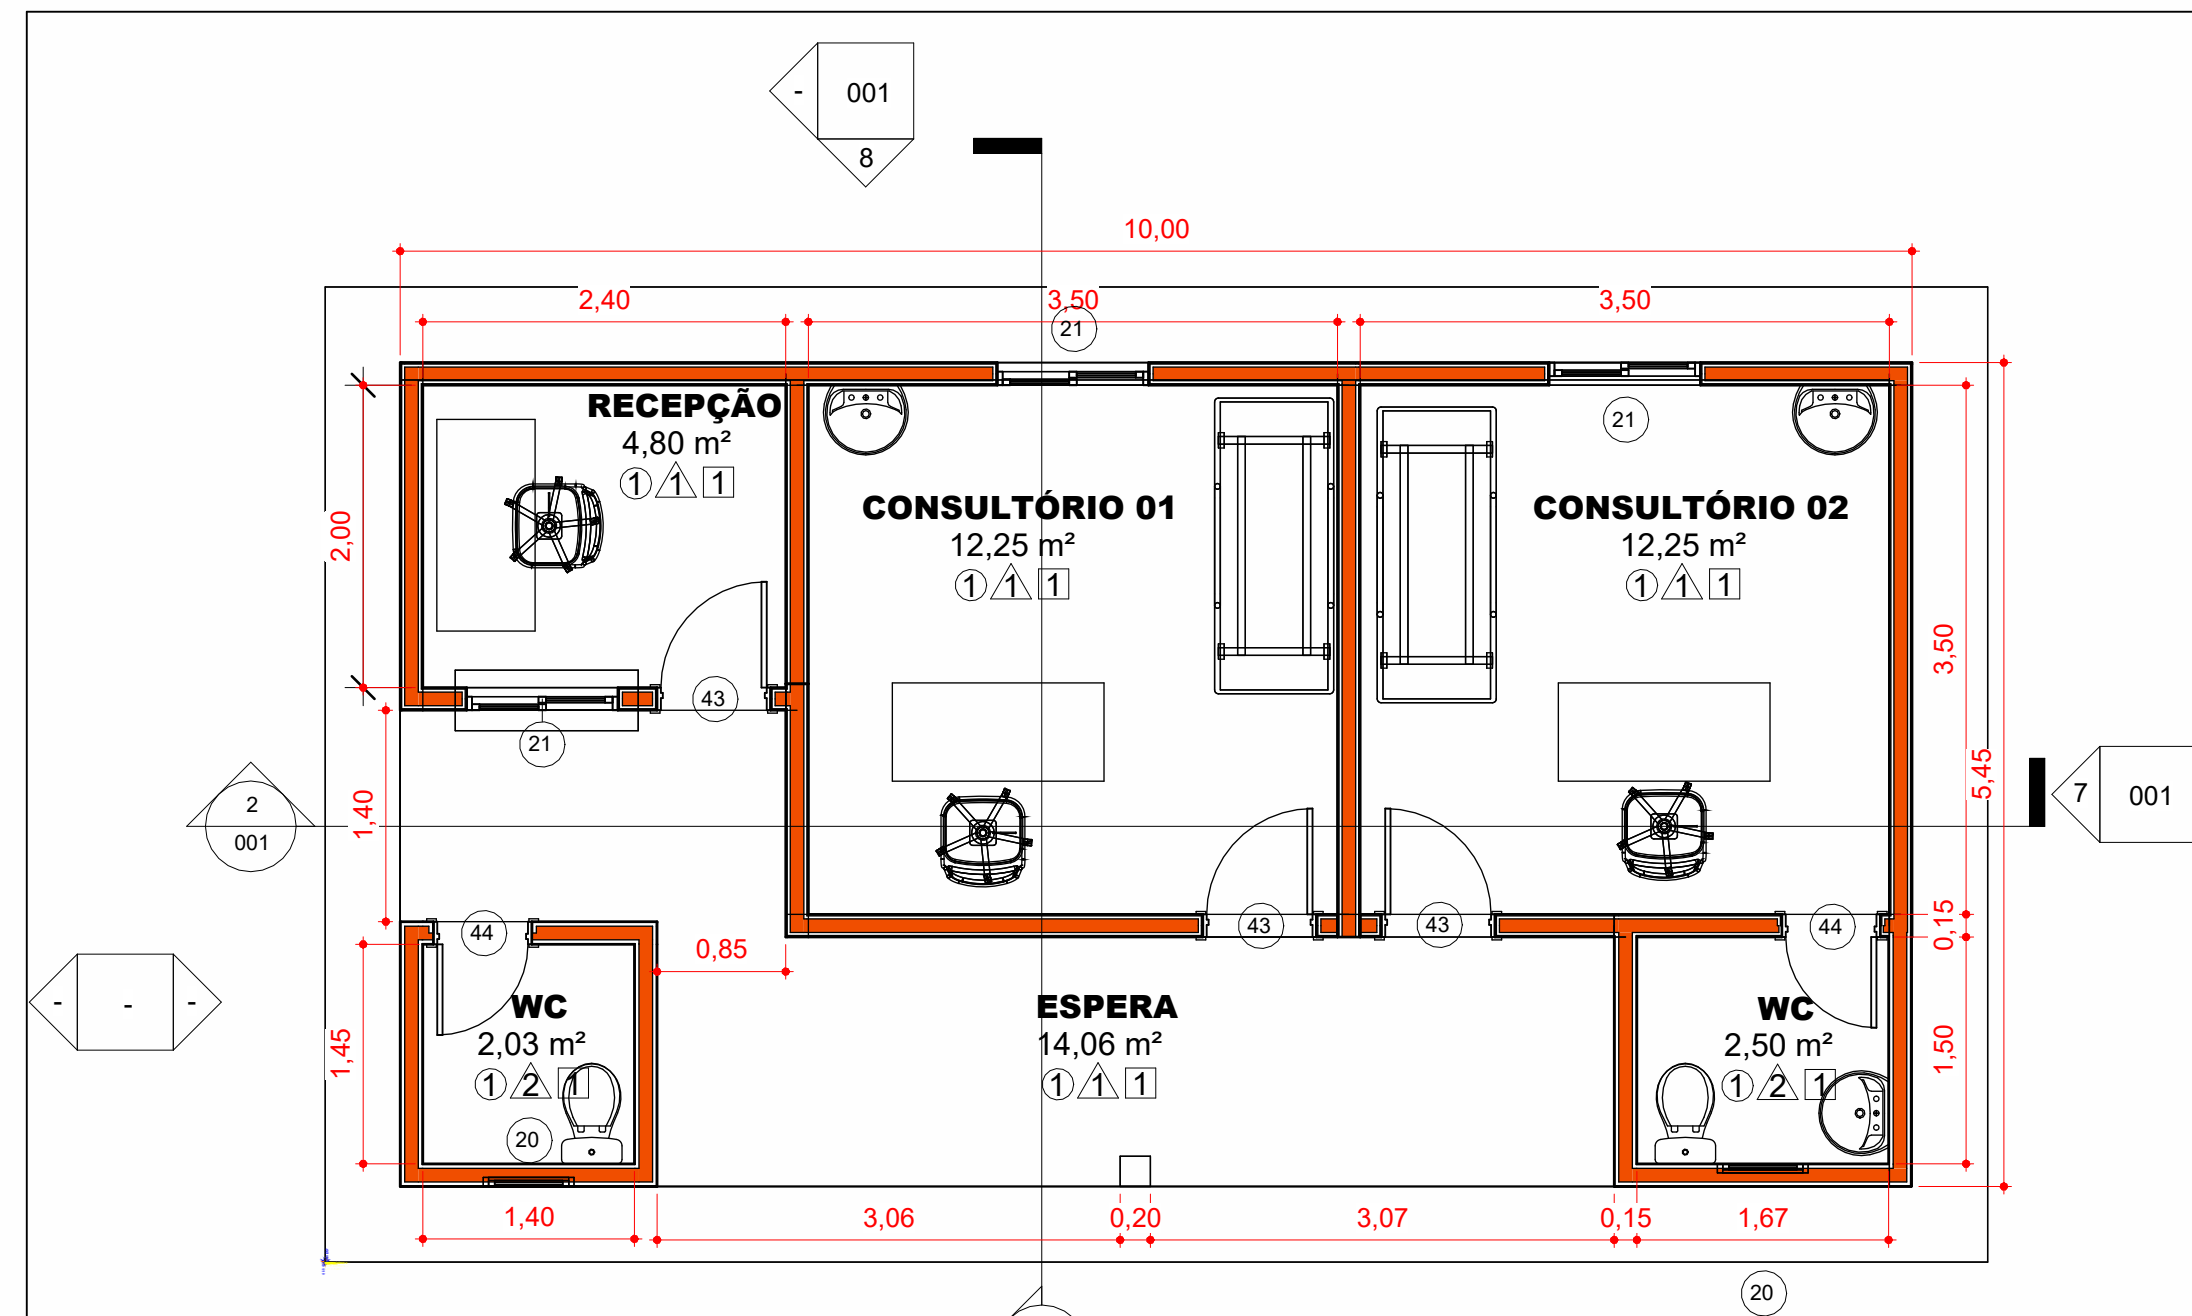 - 001
8
10,00
2,40 3,50 3,50
21
RECEPÇÃO
4,80 m²
1 1 1
21
CONSULTÓRIO 01
12,25 m²
1 1 1
CONSULTÓRIO 02
12,25 m²
1 1 1
2,00
3,50
43
21
5,45
1,40
2
001
7 001
44
43
43
44
0,15
0,85
- - -
WC
2,03 m²
1 2 1
20
ESPERA
14,06 m²
1 1 1
WC
2,50 m²
1 2 1
1,45
1,50
1,40 3,06 0,20 3,07 0,15 1,67
20